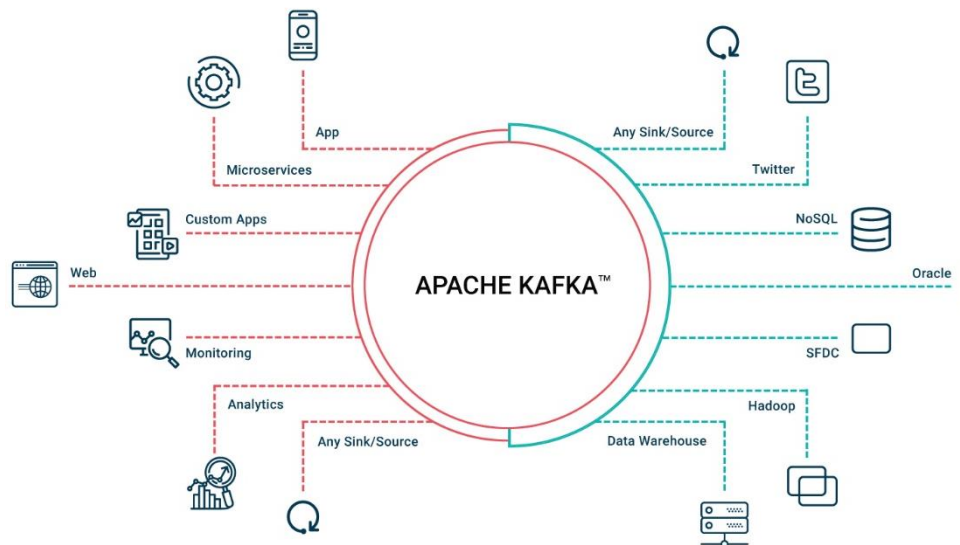 App
Any Sink/Source
Microservices
Twitter
Custom Apps
NoSQL
Web
APACHE KAFKA™
Oracle
Monitoring
SFDC
Analytics
Hadoop
Any Sink/Source
Data Warehouse